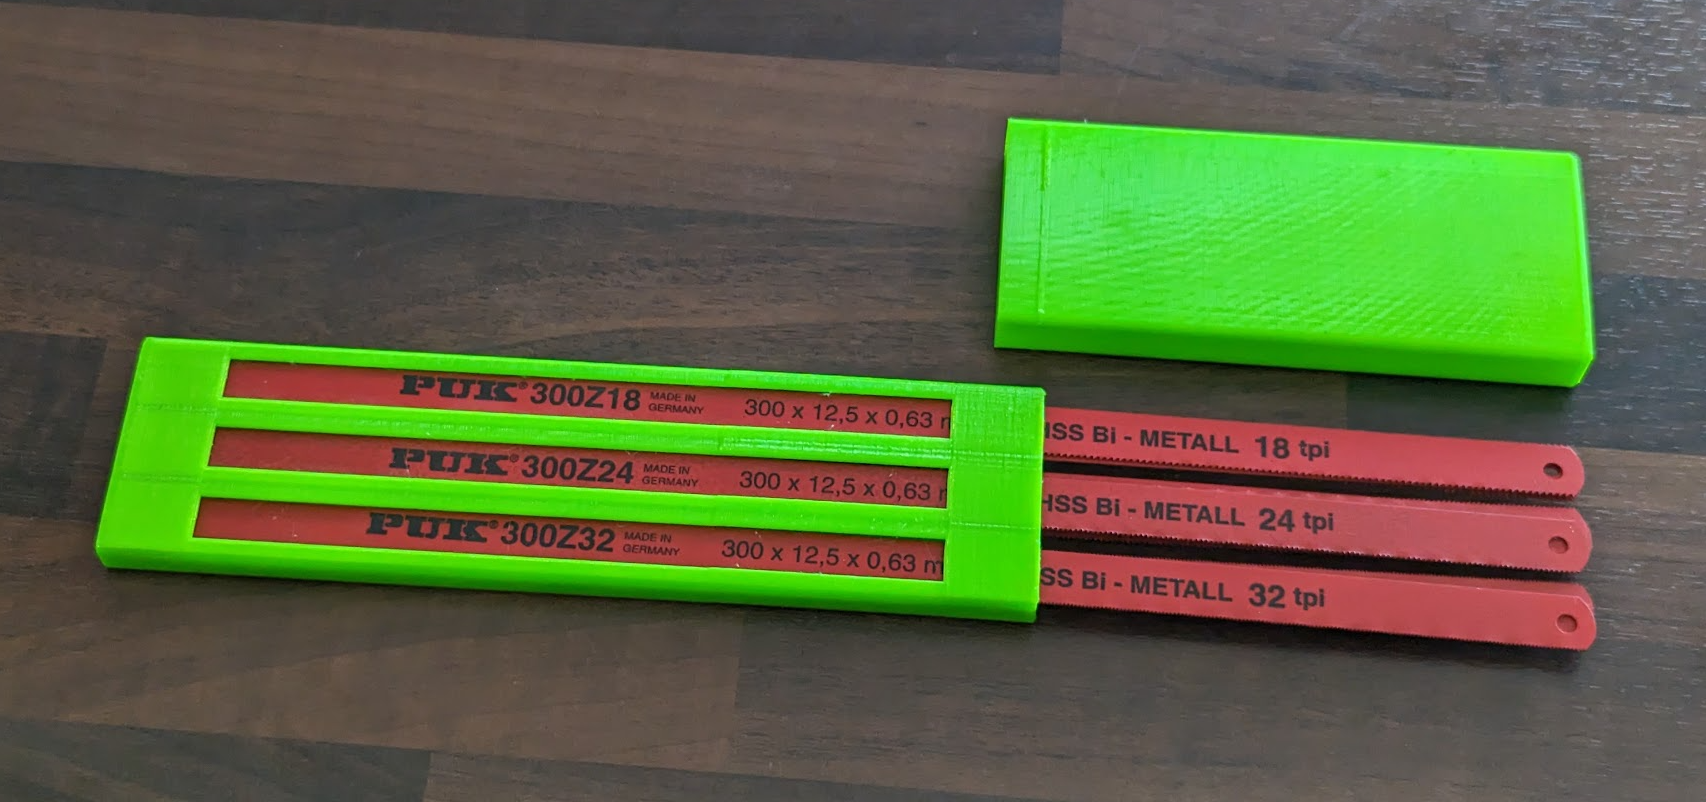 PUK® 300Z18 MADE IN GERMANY 300 x 12,5 x 0,63 Bi - METALL 18 tpi
PUK® 300Z24 MADE IN GERMANY 300 x 12,5 x 0,63 HSS Bi - METALL 24 tpi
PUK® 300Z32 MADE IN GERMANY 300 x 12,5 x 0,63 Bi - METALL 32 tpi